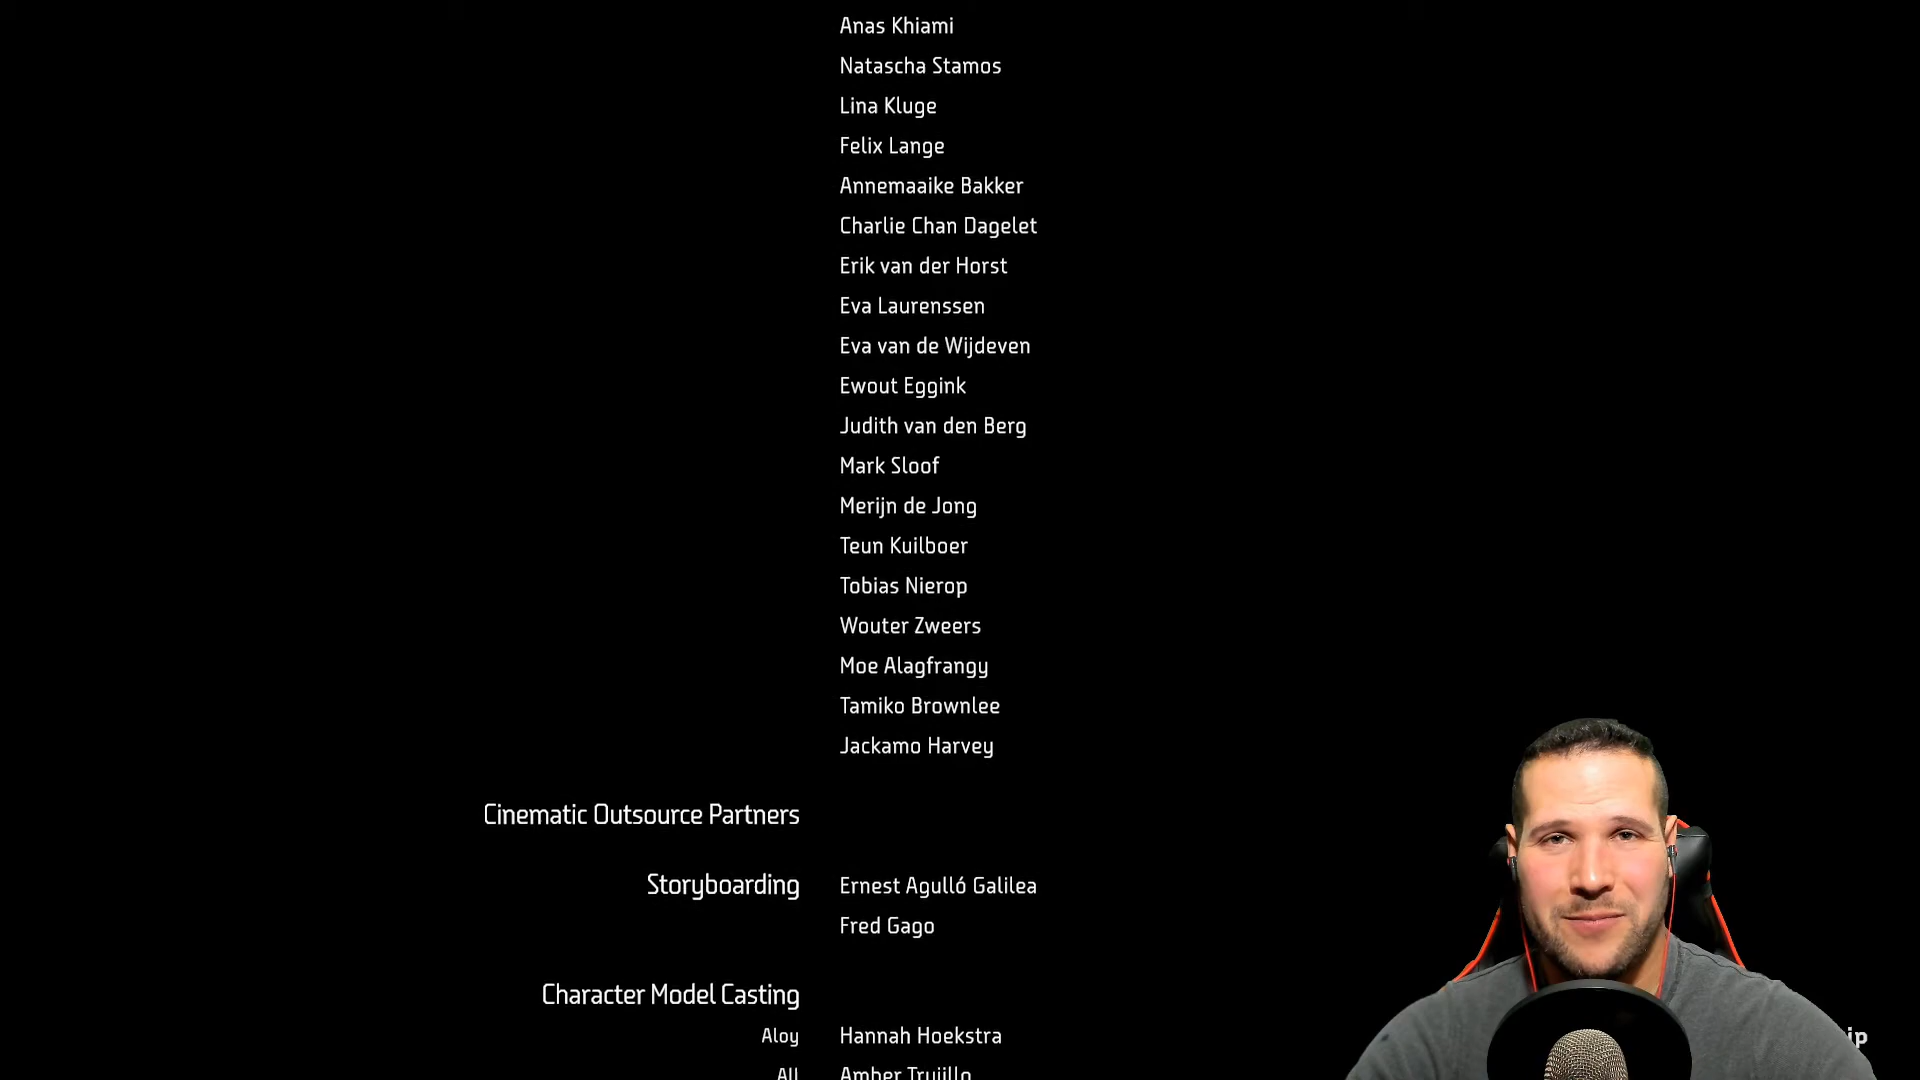 Anas Khiami
Natascha Stamos
Lina Kluge
Felix Lange
Annemaaike Bakker
Charlie Chan Dagelet
Erik van der Horst
Eva Laurenssen
Eva van de Wijdeven
Ewout Eggink
Judith van den Berg
Mark Sloof
Merijn de Jong
Teun Kuilboer
Tobias Nierop
Wouter Zweers
Moe Alagfrangy
Tamiko Brownlee
Jackamo Harvey
Cinematic Outsource Partners
Storyboarding Ernest Agulló Galilea
Fred Gago
Character Model Casting
Aloy Hannah Hoekstra
All Amber Trujillo